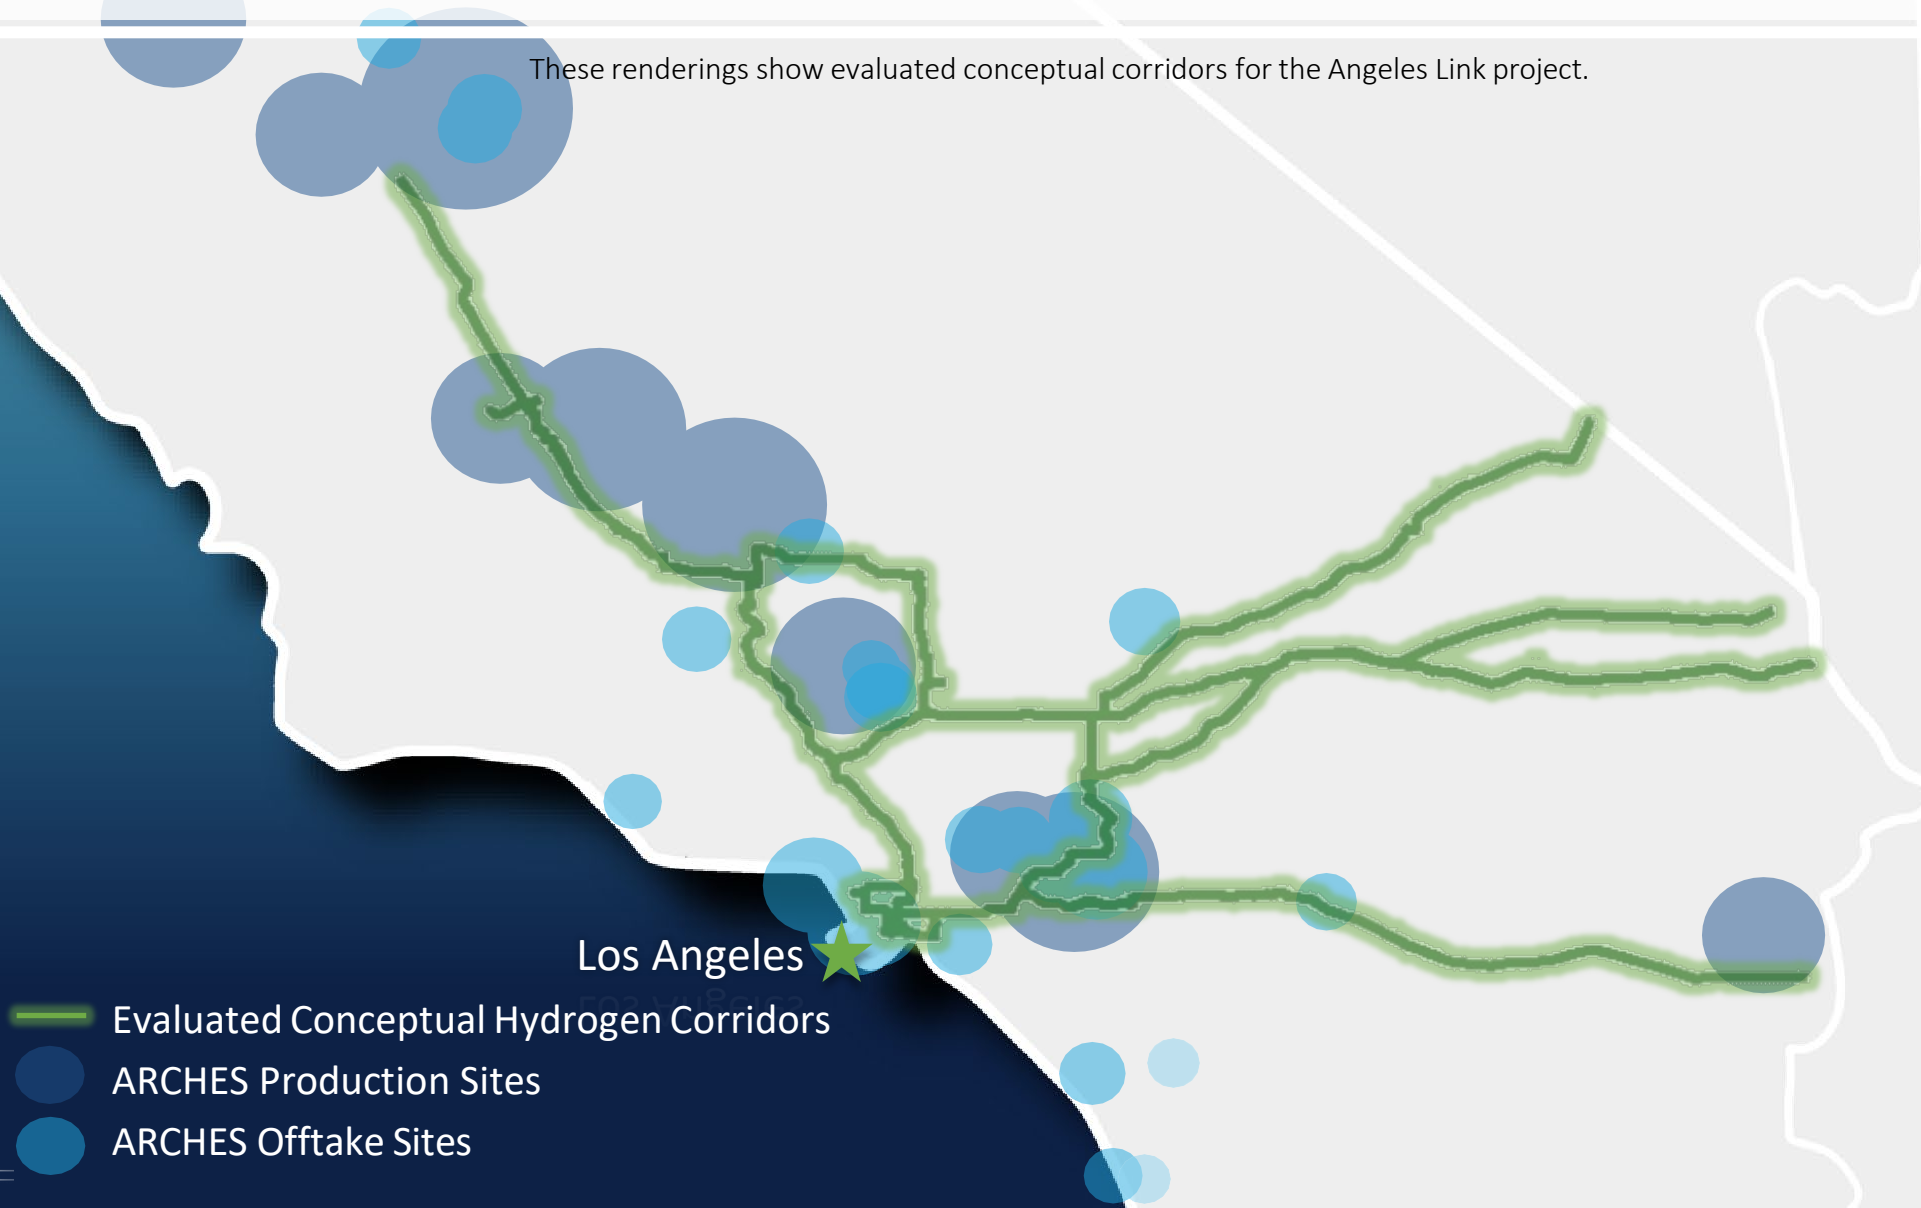 These renderings show evaluated conceptual corridors for the Angeles Link project.
Los Angeles
Evaluated Conceptual Hydrogen Corridors
ARCHES Production Sites
ARCHES Offtake Sites